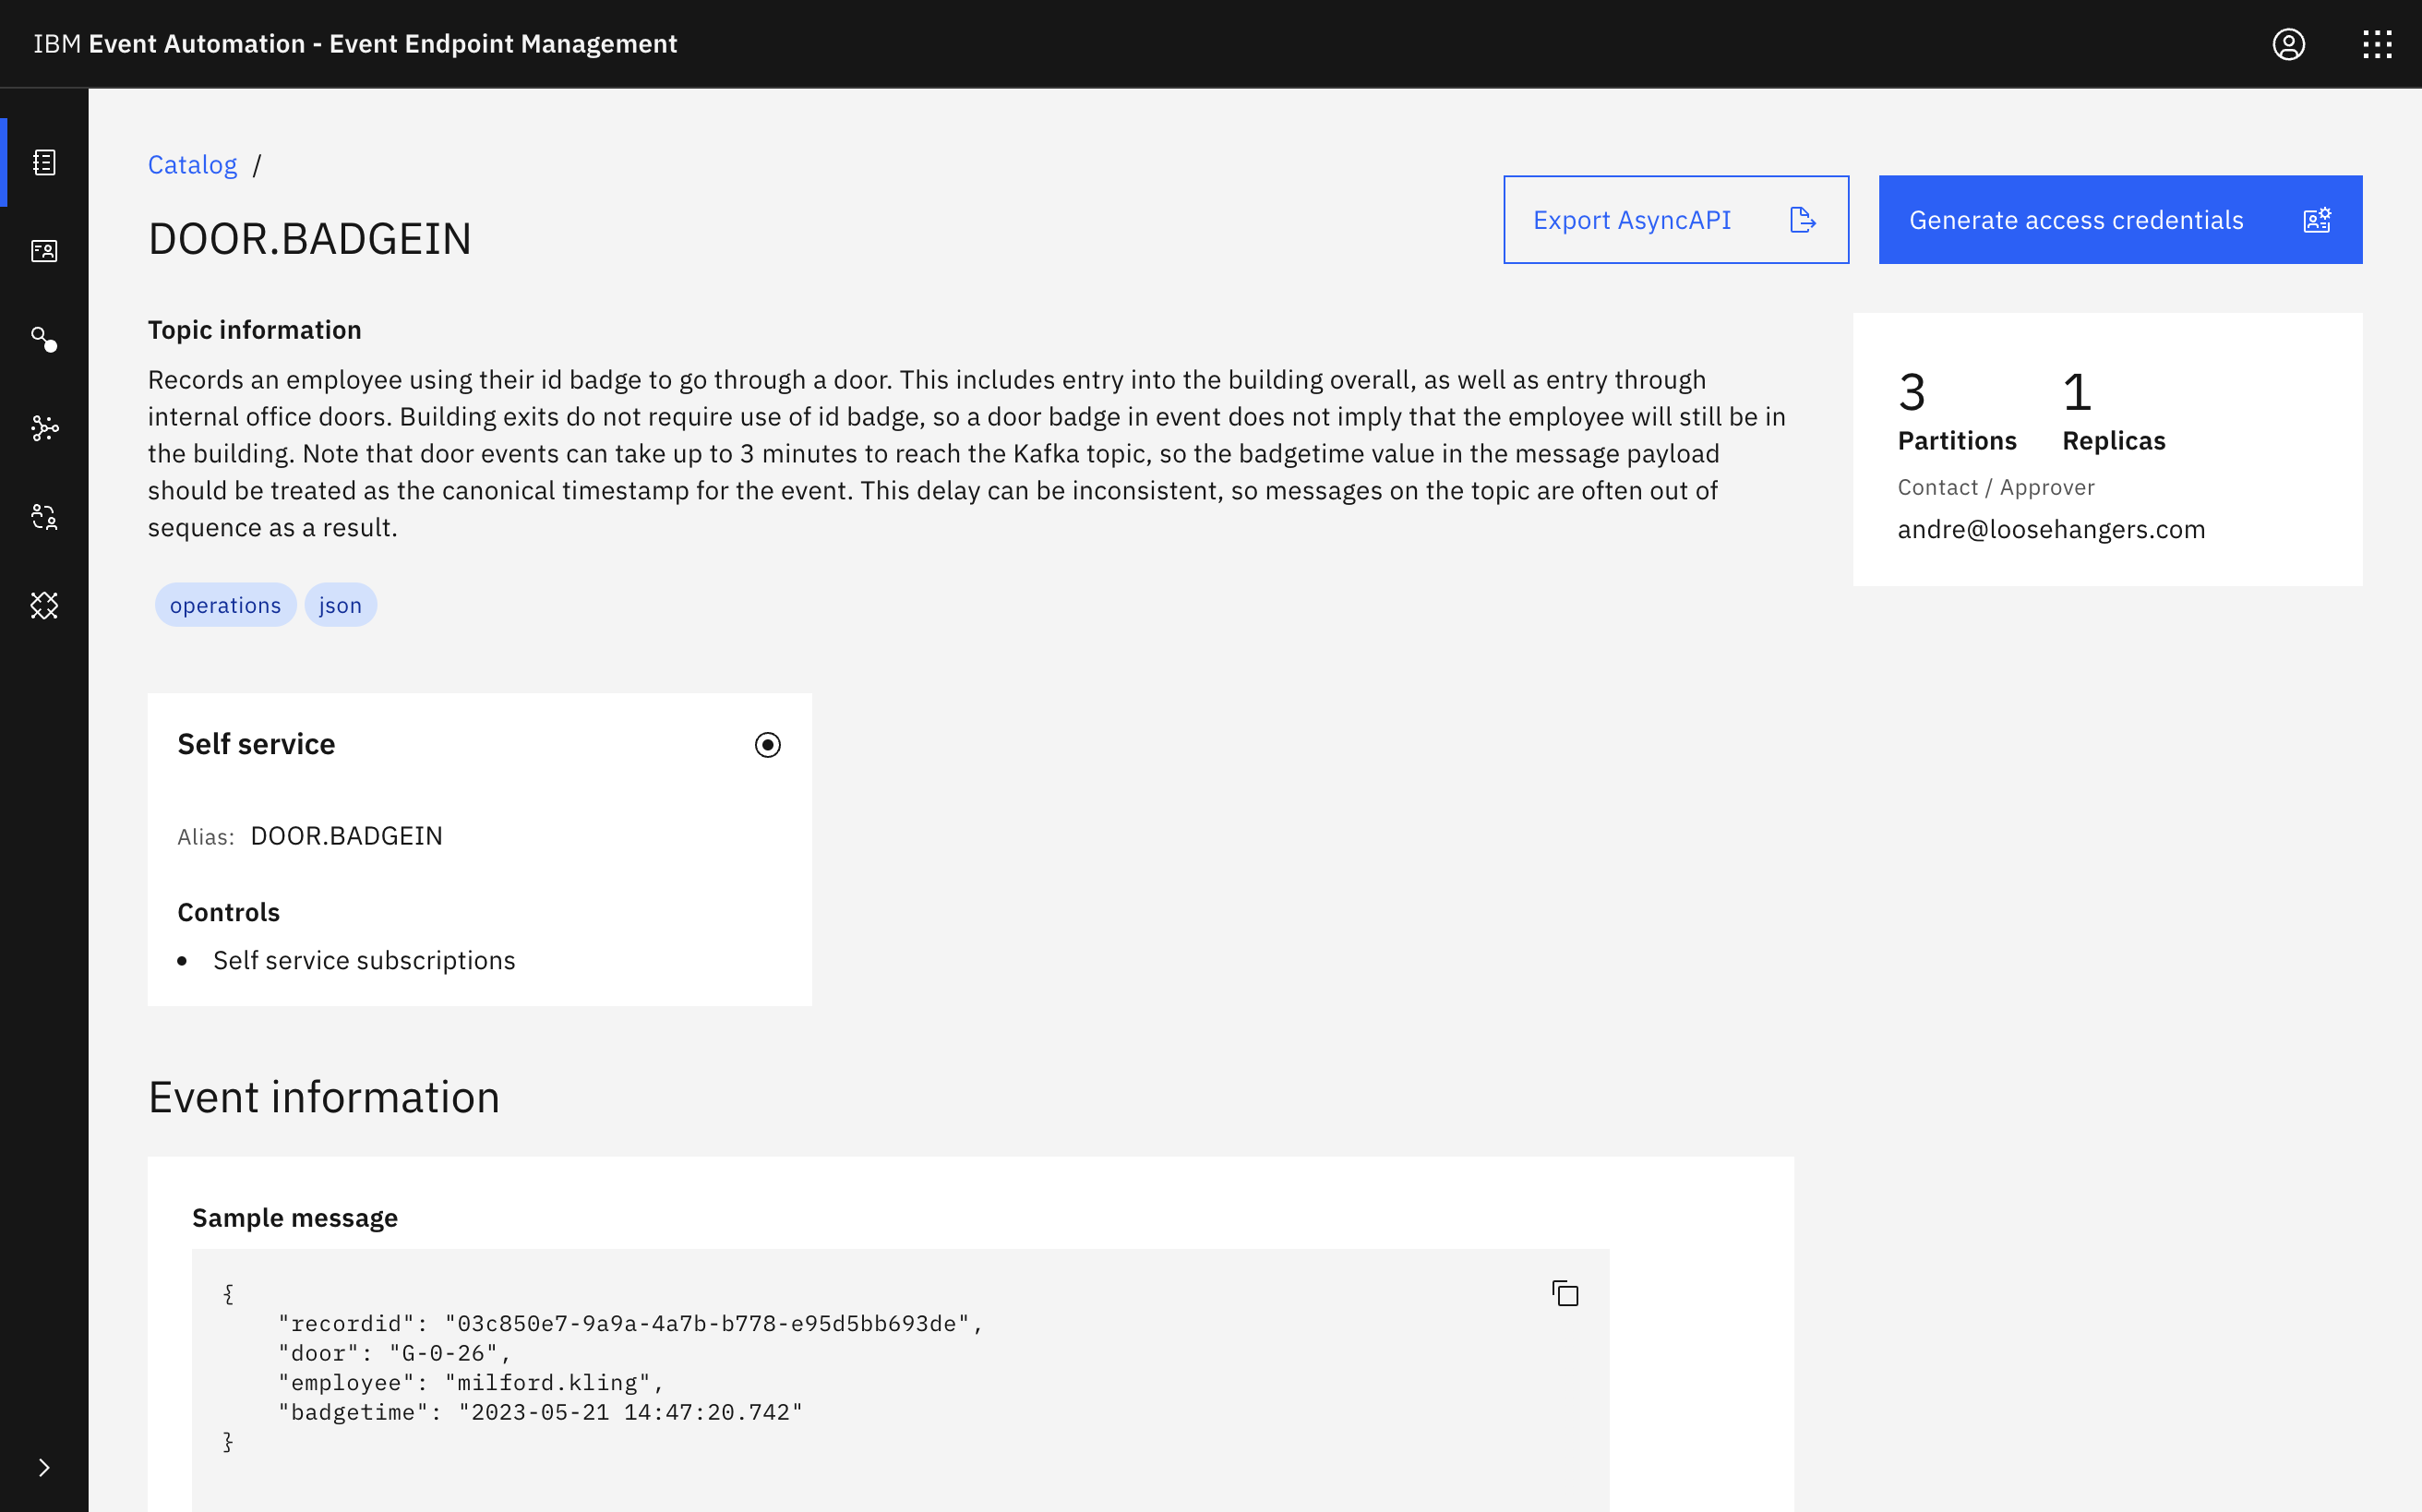 IBM Event Automation - Event Endpoint Management
Catalog /
DOOR.BADGEIN
Export AsyncAPI
Generate access credentials
Topic information
Records an employee using their id badge to go through a door. This includes entry into the building overall, as well as entry through
internal office doors. Building exits do not require use of id badge, so a door badge in event does not imply that the employee will still be in
the building. Note that door events can take up to 3 minutes to reach the Kafka topic, so the badgetime value in the message payload
should be treated as the canonical timestamp for the event. This delay can be inconsistent, so messages on the topic are often out of
sequence as a result.
operations json
3 1
Partitions Replicas
Contact / Approver
andre@loosehangers.com
Self service
Alias: DOOR.BADGEIN
Controls
• Self service subscriptions
Event information
Sample message
{
    "recordid": "03c850e7-9a9a-4a7b-b778-e95d5bb693de",
    "door": "G-0-26",
    "employee": "milford.kling",
    "badgetime": "2023-05-21 14:47:20.742"
}